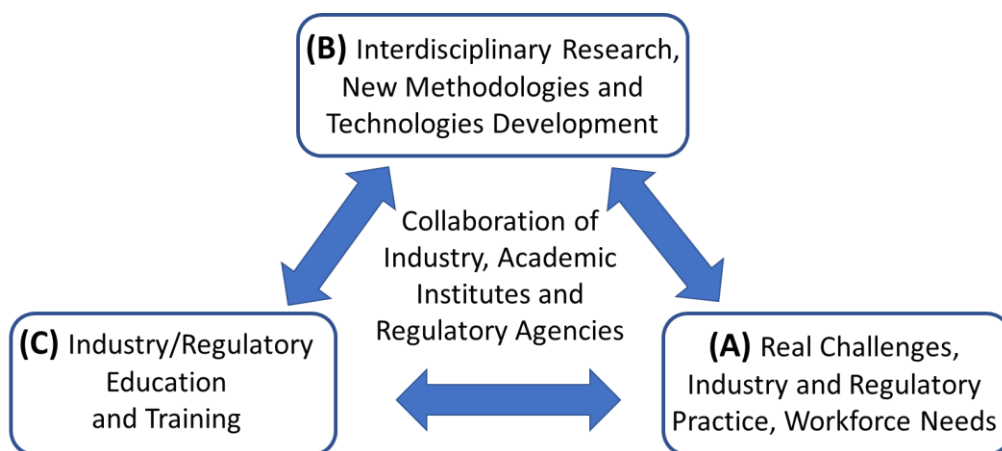 (B) Interdisciplinary Research,
New Methodologies and
Technologies Development
Collaboration of
Industry, Academic
Institutes and
Regulatory Agencies
(C) Industry/Regulatory
Education
and Training
(A) Real Challenges,
Industry and Regulatory
Practice, Workforce Needs